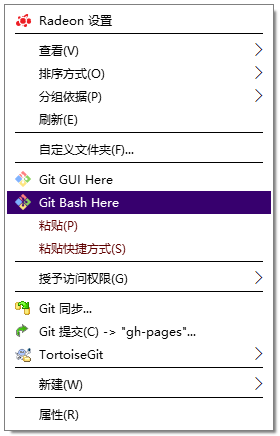 Radeon 设置
查看(V)
排序方式(O)
分组依据(P)
刷新(E)
自定义文件夹(F)...
Git GUI Here
Git Bash Here
粘贴(P)
粘贴快捷方式(S)
授予访问权限(G)
Git 同步...
Git 提交(C) -> "gh-pages"...
TortoiseGit
新建(W)
属性(R)